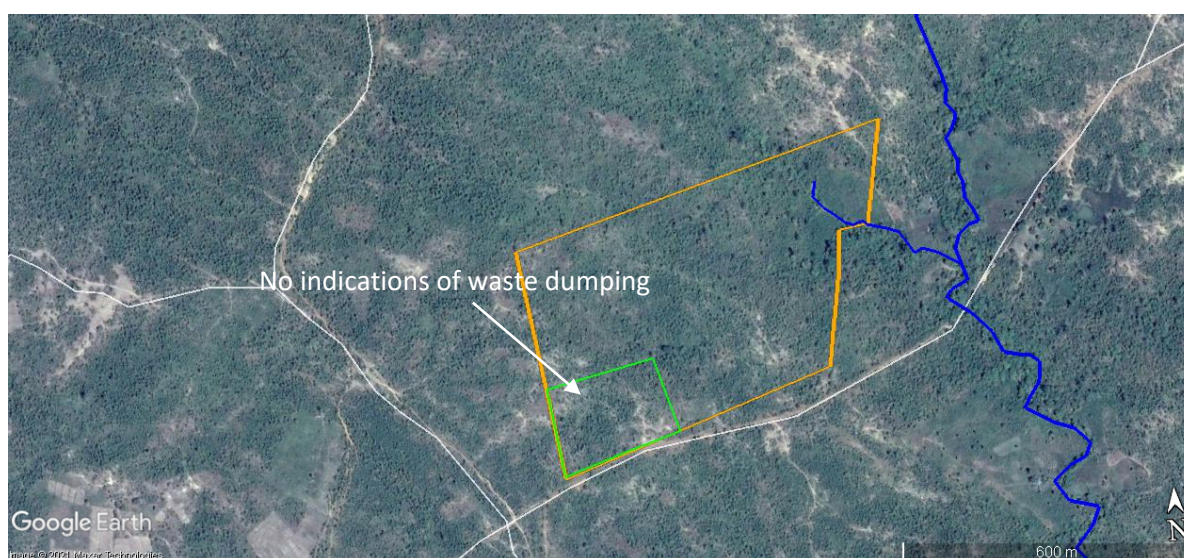 No indications of waste dumping
Google Earth
Image © 2021 Maxar Technologies
600 m
N